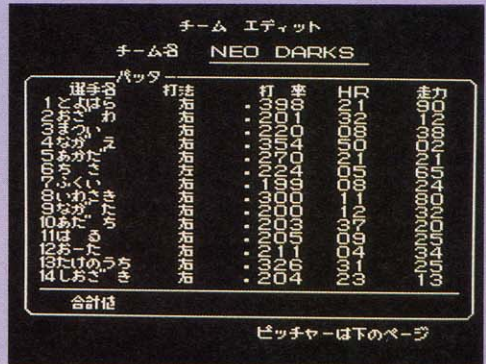 チーム エディット
チーム名 NEO DARKS
バッター
選手名 打法 打率 HR 走力
1とよはら 右 .398 21 90
2おざわ 右 .201 32 12
3まつい 右 .220 08 38
4ながえ 右 .354 50 02
5あかだ 右 .270 21 21
6ちさ 右 .224 05 65
7ふくい 右 .199 08 24
8いわさき 右 .300 11 80
9ながた 右 .200 12 32
10あだち 右 .203 37 20
11はる 右 .205 09 25
12おーた 右 .211 04 34
13たけのうち 右 .326 31 25
14しおざき 右 .204 23 13
合計値
ピッチャーは下のページ